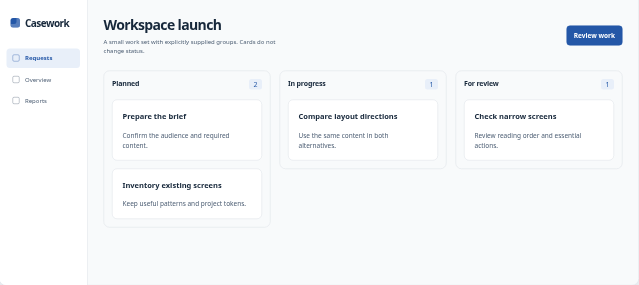 Casework
Requests
Overview
Reports
Workspace launch
A small work set with explicitly supplied groups. Cards do not
change status.
Review work
Planned
2
Prepare the brief
Confirm the audience and required
content.
Inventory existing screens
Keep useful patterns and project tokens.
In progress
1
Compare layout directions
Use the same content in both
alternatives.
For review
1
Check narrow screens
Review reading order and essential
actions.